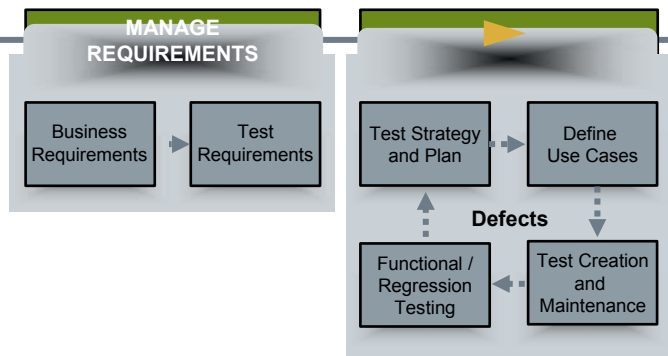 MANAGE
REQUIREMENTS
Business
Requirements
Test
Requirements
Test Strategy
and Plan
Define
Use Cases
Defects
Functional /
Regression
Testing
Test Creation
and
Maintenance